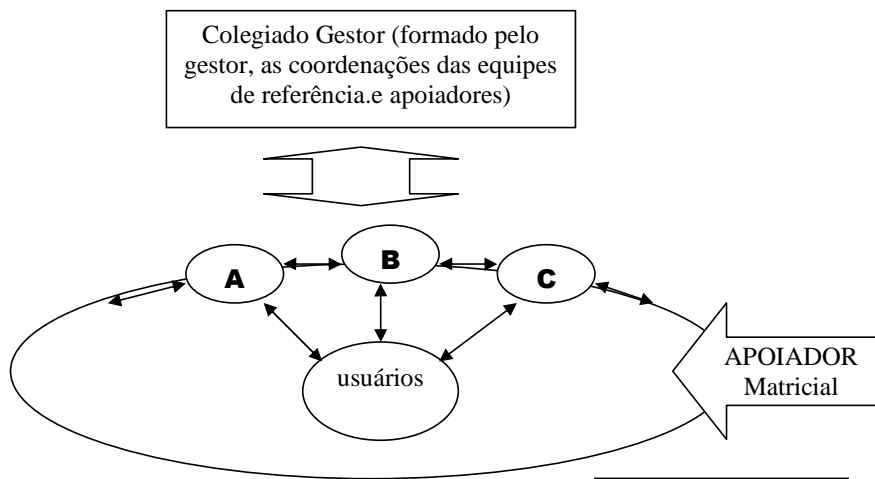 Colegiado Gestor (formado pelo
gestor, as coordenações das equipes
de referência.e apoiadores)
A
B
C
usuários
APOIADOR
Matricial